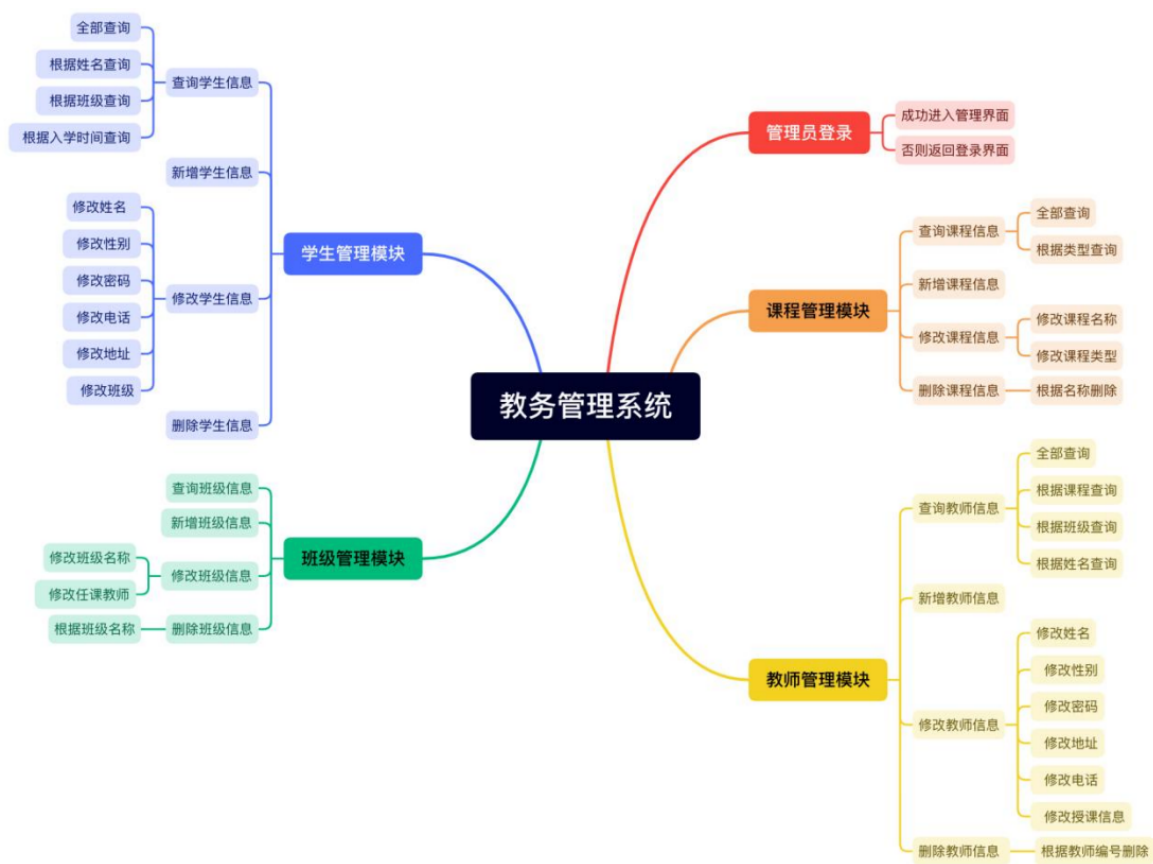 教务管理系统
管理员登录
成功进入管理界面
否则返回登录界面
课程管理模块
查询课程信息
全部查询
根据类型查询
新增课程信息
修改课程信息
修改课程名称
修改课程类型
删除课程信息
根据名称删除
教师管理模块
查询教师信息
全部查询
根据课程查询
根据班级查询
根据姓名查询
新增教师信息
修改教师信息
修改姓名
修改性别
修改密码
修改地址
修改电话
修改授课信息
删除教师信息
根据教师编号删除
学生管理模块
查询学生信息
全部查询
根据姓名查询
根据班级查询
根据入学时间查询
新增学生信息
修改学生信息
修改姓名
修改性别
修改密码
修改电话
修改地址
修改班级
删除学生信息
班级管理模块
查询班级信息
新增班级信息
修改班级信息
修改班级名称
修改任课教师
删除班级信息
根据班级名称